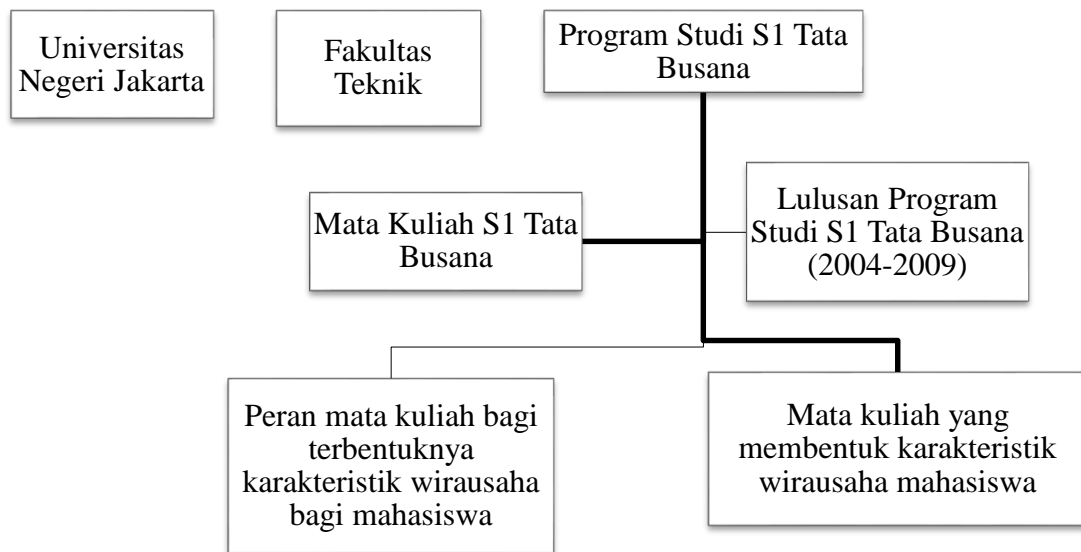 Universitas
Negeri Jakarta
Fakultas
Teknik
Program Studi S1 Tata
Busana
Mata Kuliah S1 Tata
Busana
Lulusan Program
Studi S1 Tata Busana
(2004-2009)
Peran mata kuliah bagi
terbentuknya
karakteristik wirausaha
bagi mahasiswa
Mata kuliah yang
membentuk karakteristik
wirausaha mahasiswa